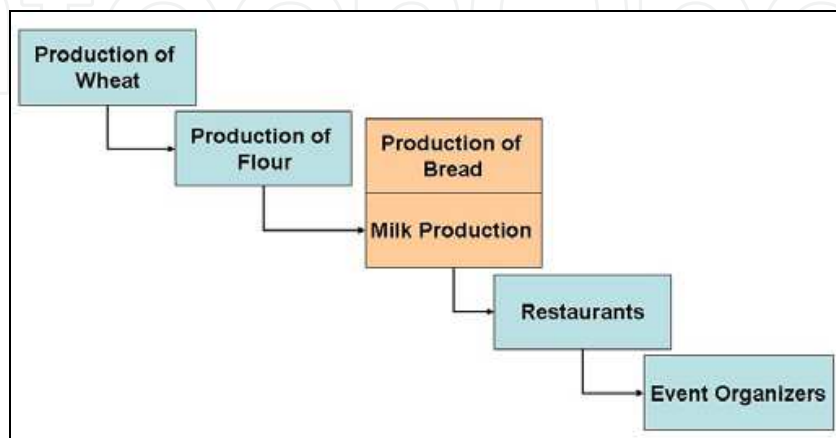 Production of
Wheat
Production of
Flour
Production of
Bread
Milk Production
Restaurants
Event Organizers